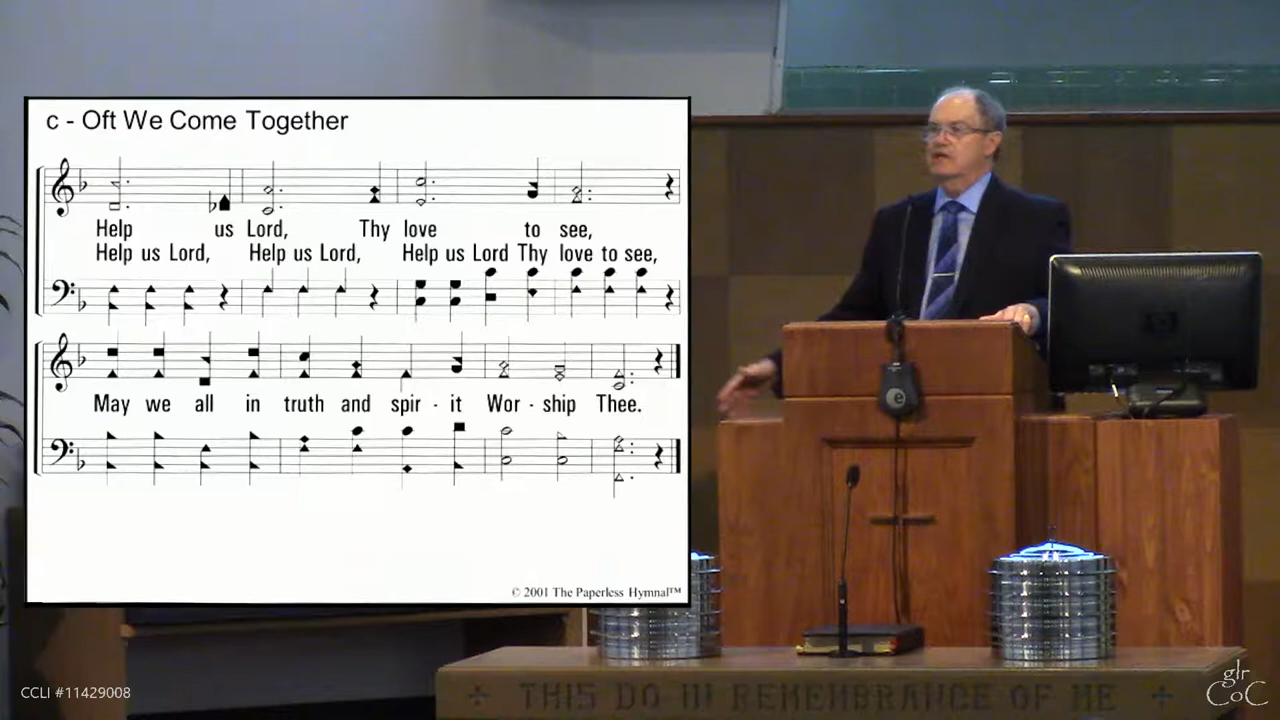 c - Oft We Come Together
Help us Lord, Thy love to see,
Help us Lord, Help us Lord, Help us Lord Thy love to see,
May we all in truth and spir - it Wor - ship Thee.
© 2001 The Paperless Hymnal™
e
THIS DO IN REMEMBRANCE OF ME
CCLI #11429008
glr
CoC